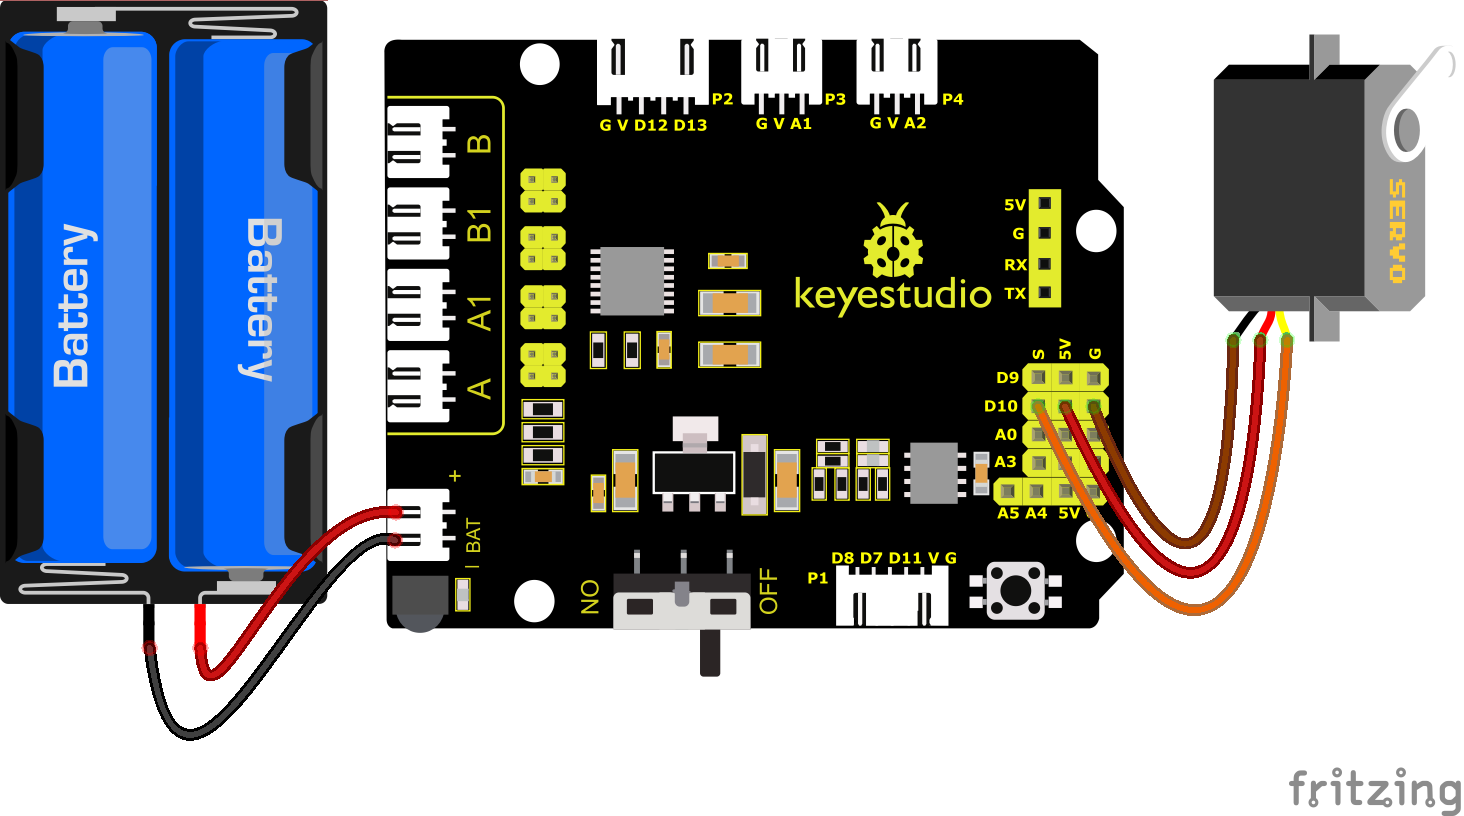 Battery
Battery
P2
G V D12 D13
P3
G V A1
P4
G V A2
B
B1
A1
A
keyestudio
5V
G
RX
TX
SERVO
S
5V
G
D9
D10
A0
A3
A5 A4 5V
+
BAT
NO
OFF
P1
D8 D7 D11 V G
fritzing